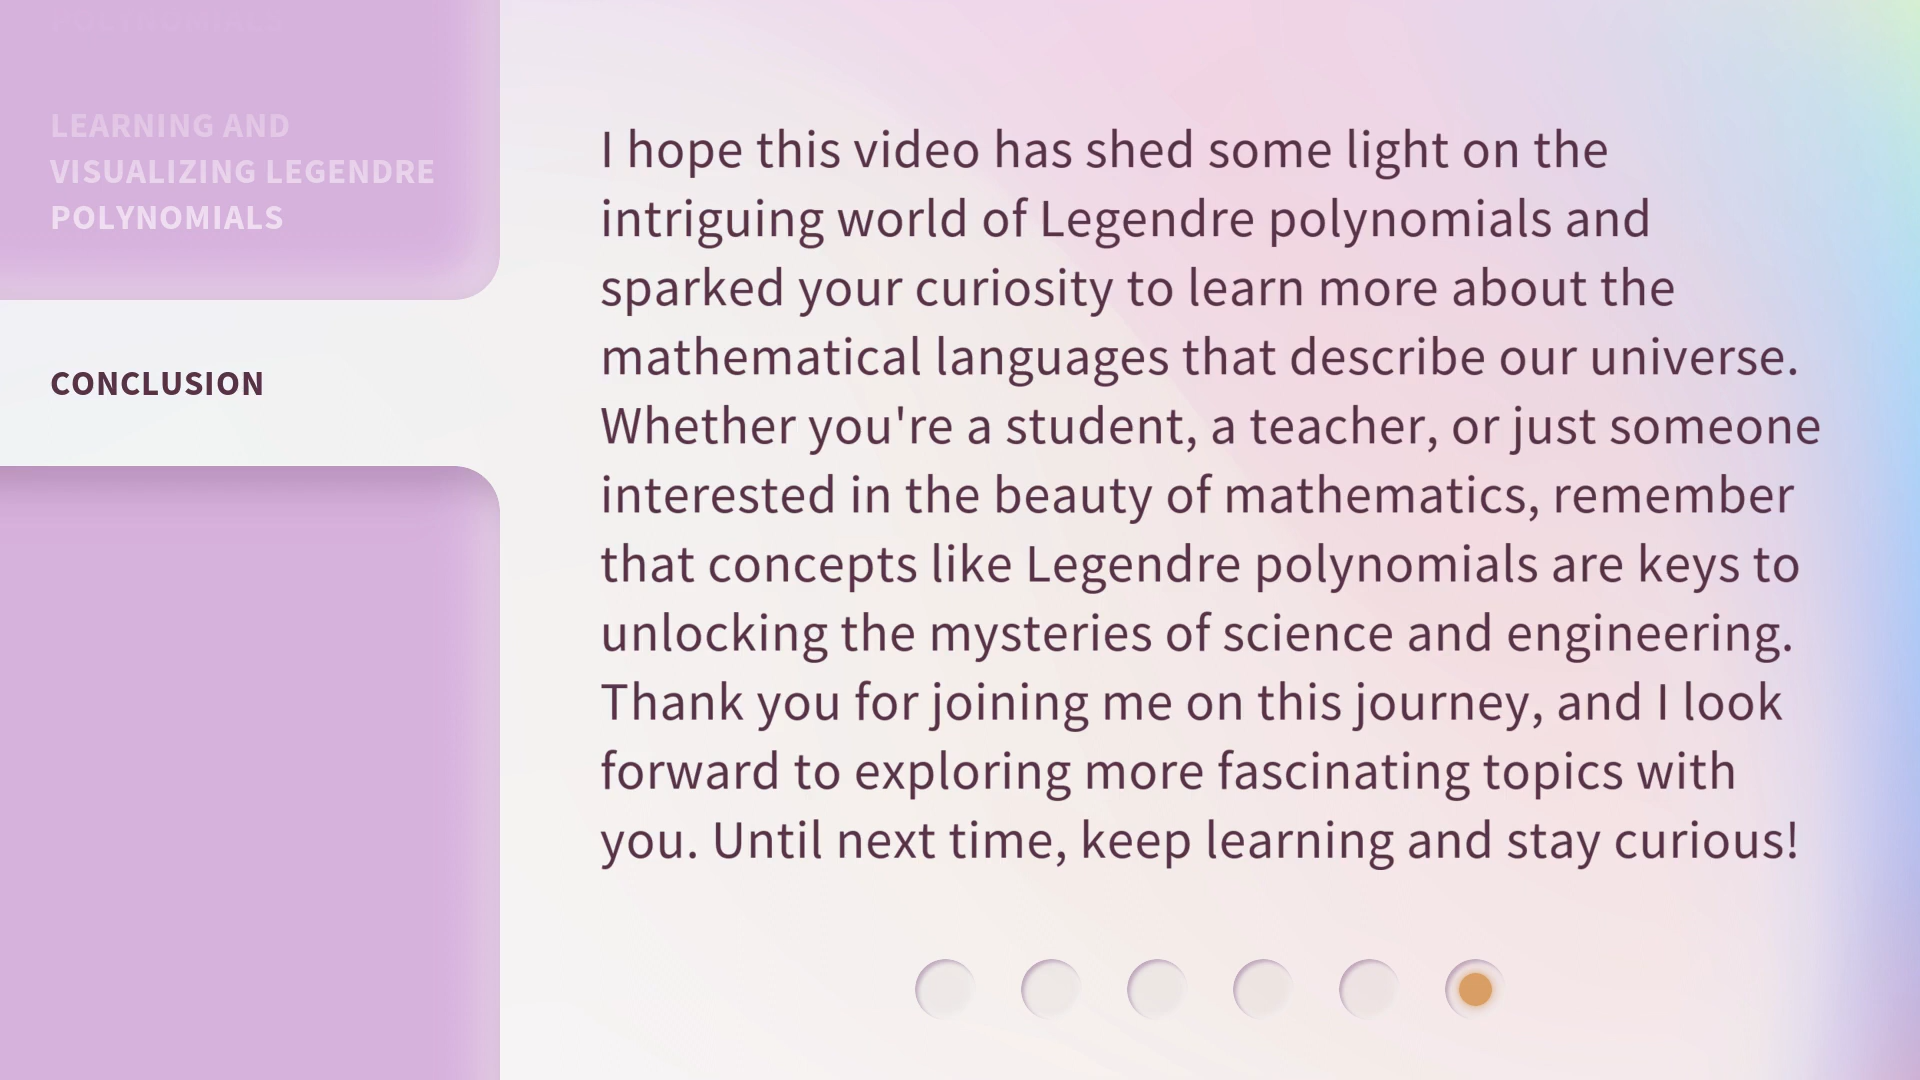 POLYNOMIALS
LEARNING AND
VISUALIZING LEGENDRE
POLYNOMIALS
CONCLUSION
I hope this video has shed some light on the
intriguing world of Legendre polynomials and
sparked your curiosity to learn more about the
mathematical languages that describe our universe.
Whether you're a student, a teacher, or just someone
interested in the beauty of mathematics, remember
that concepts like Legendre polynomials are keys to
unlocking the mysteries of science and engineering.
Thank you for joining me on this journey, and I look
forward to exploring more fascinating topics with
you. Until next time, keep learning and stay curious!